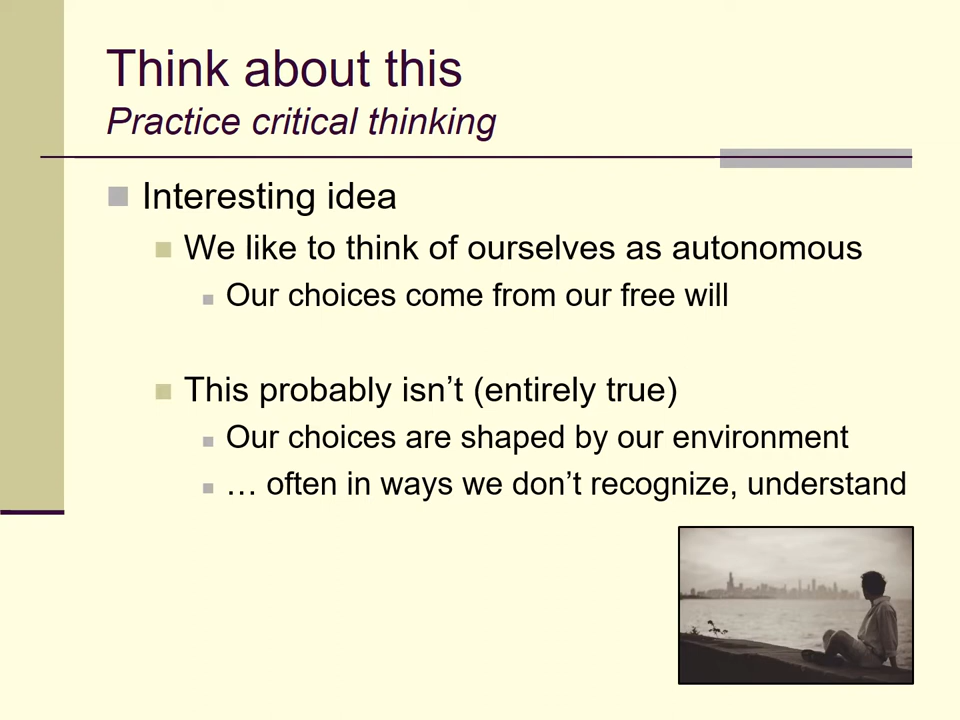 Think about this
Practice critical thinking
Interesting idea
We like to think of ourselves as autonomous
Our choices come from our free will
This probably isn’t (entirely true)
Our choices are shaped by our environment
… often in ways we don’t recognize, understand